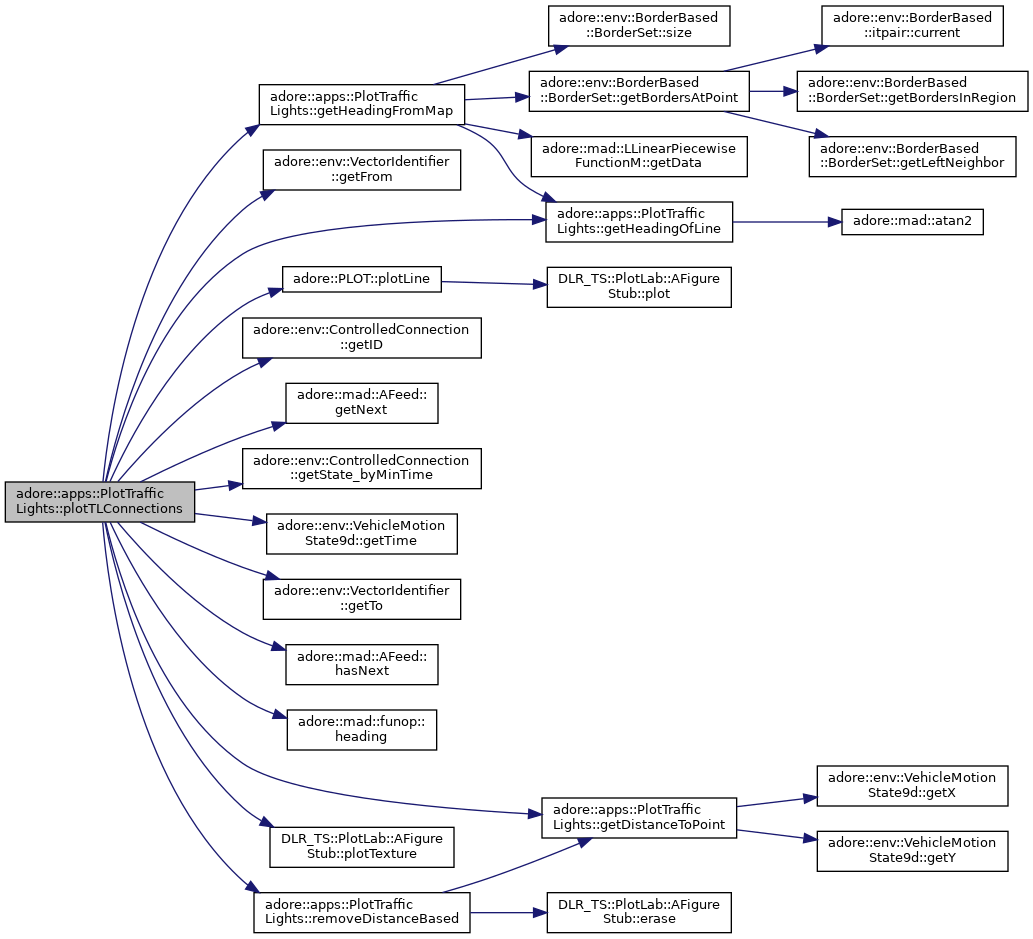 adore::env::BorderBased
::BorderSet::size
adore::env::BorderBased
::itpair::current
adore::apps::PlotTraffic
Lights::getHeadingFromMap
adore::env::BorderBased
::BorderSet::getBordersAtPoint
adore::env::BorderBased
::BorderSet::getBordersInRegion
adore::mad::LLinearPiecewise
FunctionM::getData
adore::env::BorderBased
::BorderSet::getLeftNeighbor
adore::env::VectorIdentifier
::getFrom
adore::apps::PlotTraffic
Lights::getHeadingOfLine
adore::mad::atan2
adore::PLOT::plotLine
DLR_TS::PlotLab::AFigure
Stub::plot
adore::env::ControlledConnection
::getID
adore::mad::AFeed::
getNext
adore::env::ControlledConnection
::getState_byMinTime
adore::apps::PlotTraffic
Lights::plotTLConnections
adore::env::VehicleMotion
State9d::getTime
adore::env::VectorIdentifier
::getTo
adore::mad::AFeed::
hasNext
adore::mad::funop::
heading
adore::apps::PlotTraffic
Lights::getDistanceToPoint
adore::env::VehicleMotion
State9d::getX
adore::env::VehicleMotion
State9d::getY
DLR_TS::PlotLab::AFigure
Stub::plotTexture
adore::apps::PlotTraffic
Lights::removeDistanceBased
DLR_TS::PlotLab::AFigure
Stub::erase